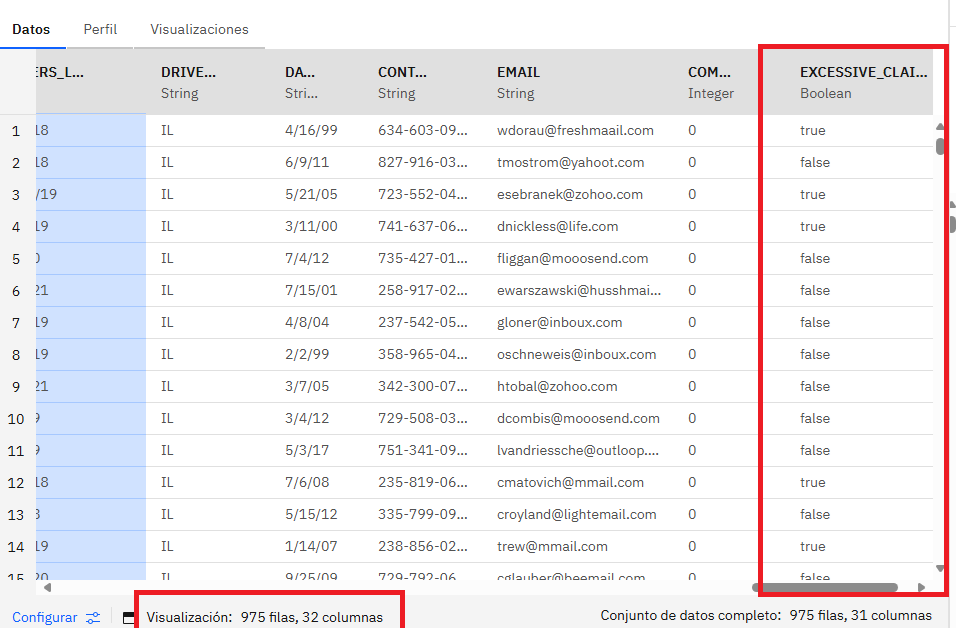 Datos Perfil Visualizaciones
ERS_L... DRIVE... DA... CONT... EMAIL COM... EXCESSIVE_CLAI...
String Stri... String String Integer Boolean
1 18 IL 4/16/99 634-603-09... wdorau@freshmaail.com 0 true
2 18 IL 6/9/11 827-916-03... tmostrom@yahoot.com 0 false
3 /19 IL 5/21/05 723-552-04... esebranek@zohoo.com 0 true
4 19 IL 3/11/00 741-637-06... dnickless@life.com 0 true
5 0 IL 7/4/12 735-427-01... fliggan@mooosend.com 0 false
6 21 IL 7/15/01 258-917-02... ewarszawski@husshmai... 0 false
7 19 IL 4/8/04 237-542-05... gloner@inboux.com 0 false
8 19 IL 2/2/99 358-965-04... oschneweis@inboux.com 0 false
9 21 IL 3/7/05 342-300-07... htobal@zohoo.com 0 false
10 9 IL 3/4/12 729-508-03... dcombis@mooosend.com 0 false
11 9 IL 5/3/17 751-341-09... lvandriessche@outloop.... 0 false
12 18 IL 7/6/08 235-819-06... cmatovich@mmail.com 0 true
13 3 IL 5/15/12 335-799-09... croyland@lightemail.com 0 false
14 19 IL 1/14/07 238-856-02... trew@mmail.com 0 true
15 20 IL 9/25/09 729-792-06... cglauber@beemail.com 0 false
Configurar Visualización: 975 filas, 32 columnas Conjunto de datos completo: 975 filas, 31 columnas